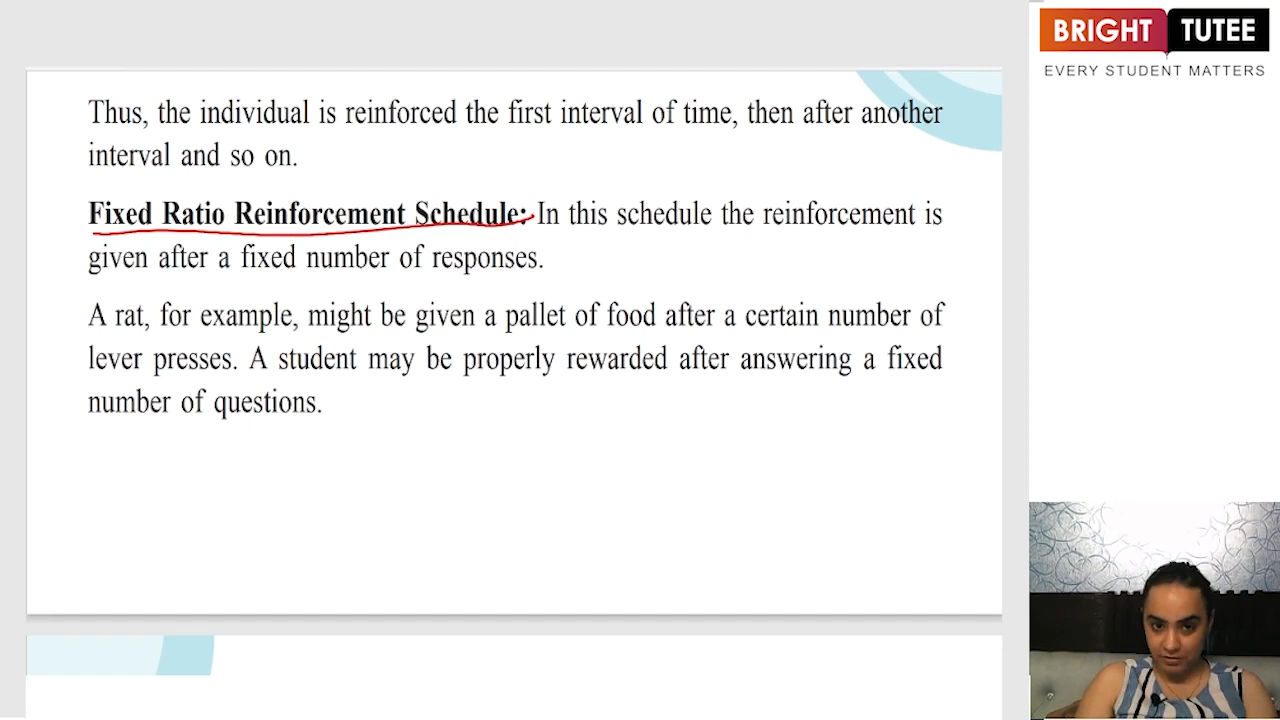 BRIGHT TUTEE
EVERY STUDENT MATTERS
Thus, the individual is reinforced the first interval of time, then after another
interval and so on.
Fixed Ratio Reinforcement Schedule: In this schedule the reinforcement is
given after a fixed number of responses.
A rat, for example, might be given a pallet of food after a certain number of
lever presses. A student may be properly rewarded after answering a fixed
number of questions.